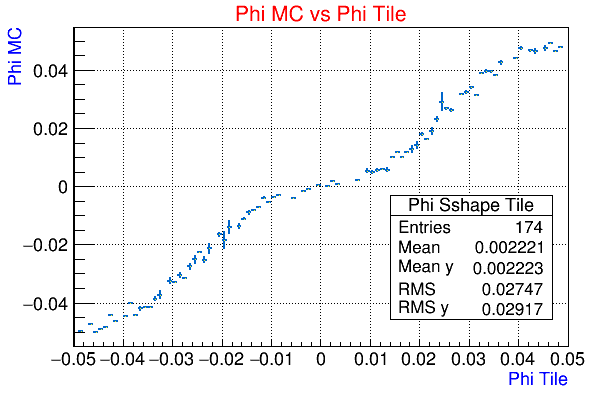 Phi MC vs Phi Tile
Phi MC
0.04
0.02
0
−0.02
−0.04
Phi Sshape Tile
Entries 174
Mean 0.002221
Mean y 0.002223
RMS 0.02747
RMS y 0.02917
−0.05 −0.04 −0.03 −0.02 −0.01 0 0.01 0.02 0.03 0.04 0.05
Phi Tile